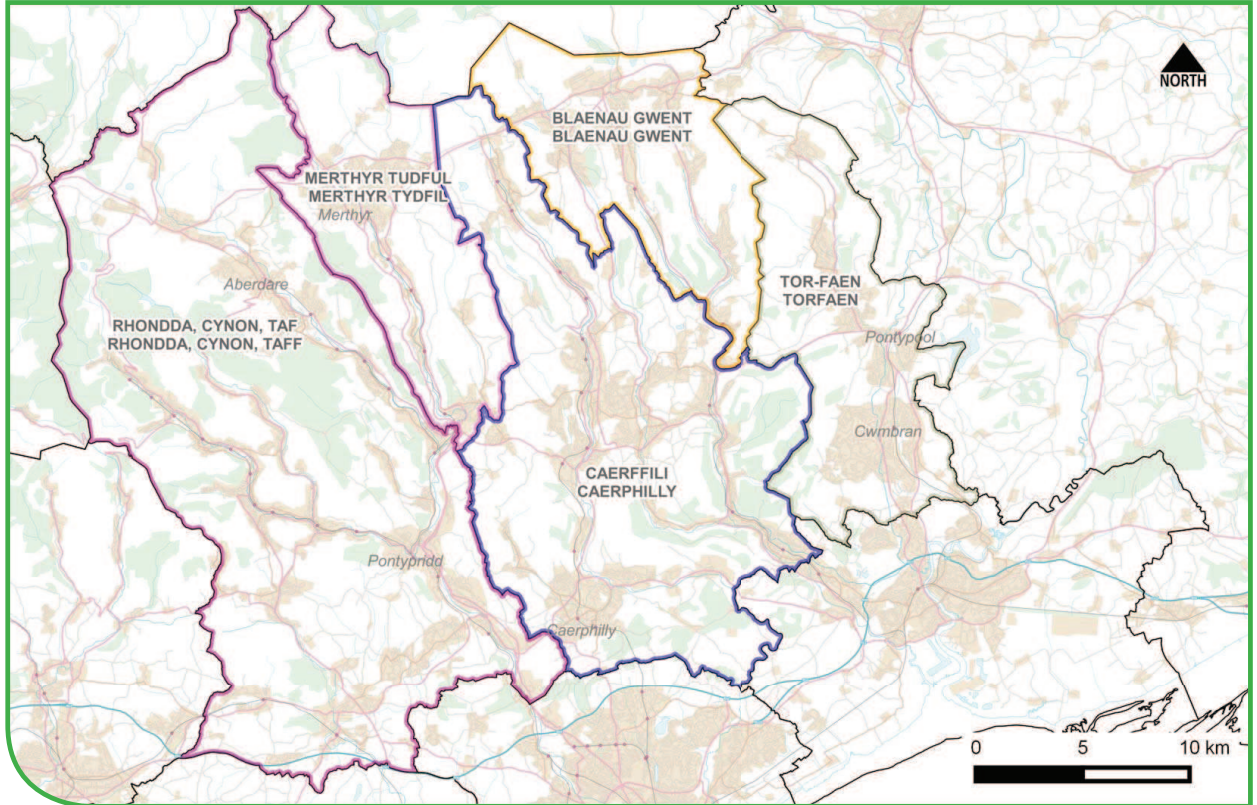 NORTH
BLAENAU GWENT
BLAENAU GWENT
MERTHYR TUDFUL
MERTHYR TYDFIL
Merthyr
Aberdare
TOR-FAEN
TORFAEN
RHONDDA, CYNON, TAF
RHONDDA, CYNON, TAFF
Pontypool
Cwmbran
CAERFFILI
CAERPHILLY
Pontypridd
Caerphilly
0 5 10 km